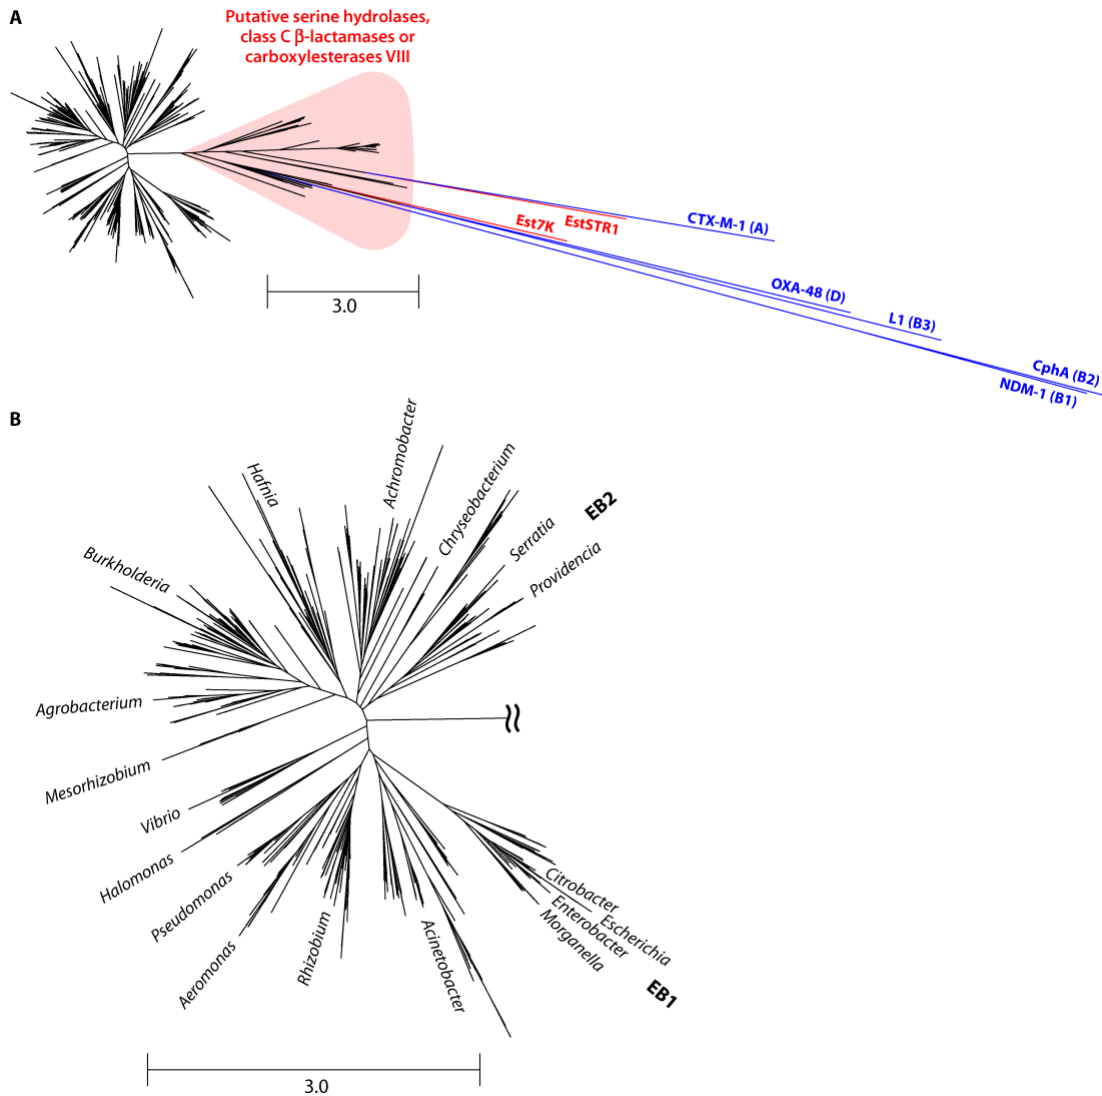 A
Putative serine hydrolases,
class C β-lactamases or
carboxylesterases VIII
CTX-M-1 (A)
EstSTR1
Est7K
OXA-48 (D)
3.0
L1 (B3)
CphA (B2)
NDM-1 (B1)
B
Achromobacter
Hafnia
Chryseobacterium
EB2
Serratia
Providencia
Burkholderia
Agrobacterium
Mesorhizobium
Vibrio
Halomonas
Pseudomonas
Aeromonas
Rhizobium
Acinetobacter
Citrobacter
Enterobacter
Escherichia
Morganella
EB1
3.0